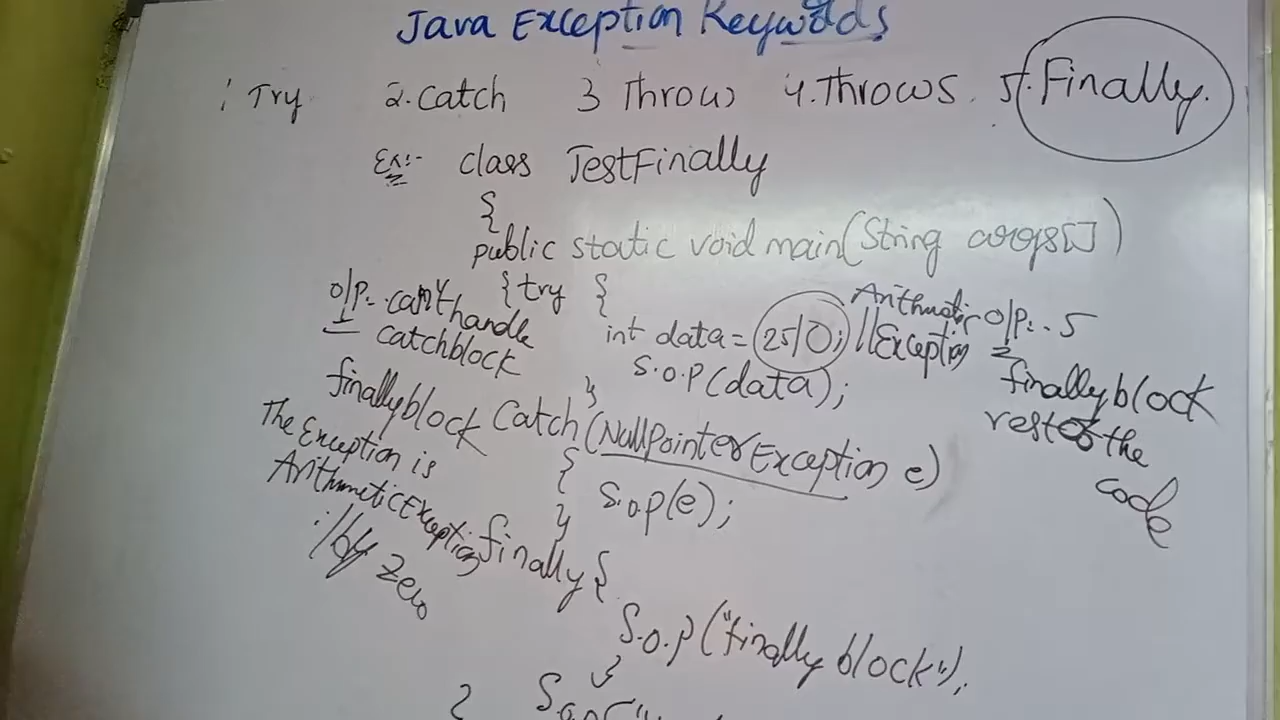 Java Exception Keywords
1 Try 2. Catch 3 Throw 4. Throws 5. Finally.
Ex:- class TestFinally
{
public static void main(String args[])
{ try {
int data = 25/0; // Arithmetic Exception
S.O.P(data);
}
Catch (NullPointerException e)
{
S.O.P(e);
}
finally {
S.O.P("finally block");
}
O/P:- can't handle
catchblock
finallyblock
The Exception is
ArithmeticException
: / by zero
O/P:- 5
finallyblock
rest of the
code